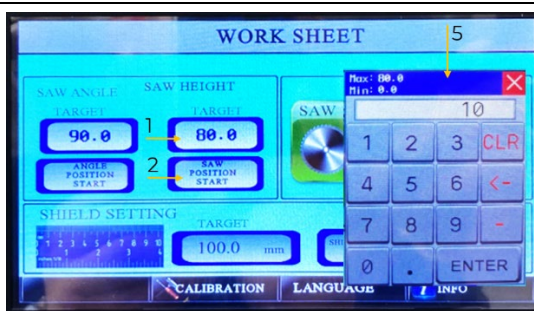 WORK SHEET
5
SAW ANGLE
SAW HEIGHT
TARGET
TARGET
90.0
1
80.0
ANGLE
POSITION
START
2
SAW
POSITION
START
SAW
SHIELD SETTING
TARGET
100.0 mm
CALIBRATION
LANGUAGE
INFO
Max: 80.0
Min: 0.0
X
10
1 2 3 CLR
4 5 6 <-
7 8 9 -
0 . ENTER